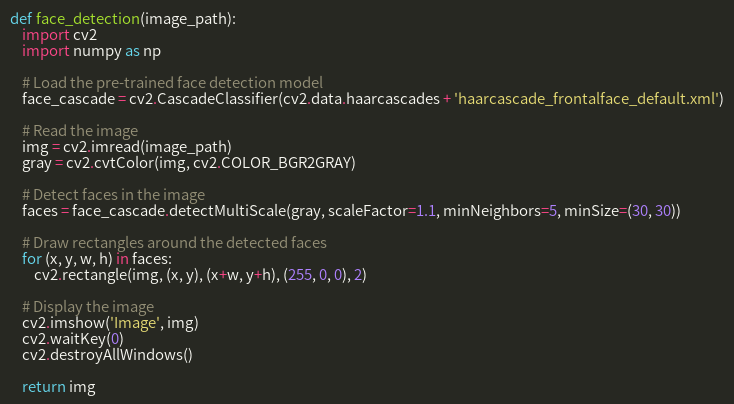 def face_detection(image_path):
    import cv2
    import numpy as np

    # Load the pre-trained face detection model
    face_cascade = cv2.CascadeClassifier(cv2.data.haarcascades + 'haarcascade_frontalface_default.xml')

    # Read the image
    img = cv2.imread(image_path)
    gray = cv2.cvtColor(img, cv2.COLOR_BGR2GRAY)

    # Detect faces in the image
    faces = face_cascade.detectMultiScale(gray, scaleFactor=1.1, minNeighbors=5, minSize=(30, 30))

    # Draw rectangles around the detected faces
    for (x, y, w, h) in faces:
        cv2.rectangle(img, (x, y), (x+w, y+h), (255, 0, 0), 2)

    # Display the image
    cv2.imshow('Image', img)
    cv2.waitKey(0)
    cv2.destroyAllWindows()

    return img